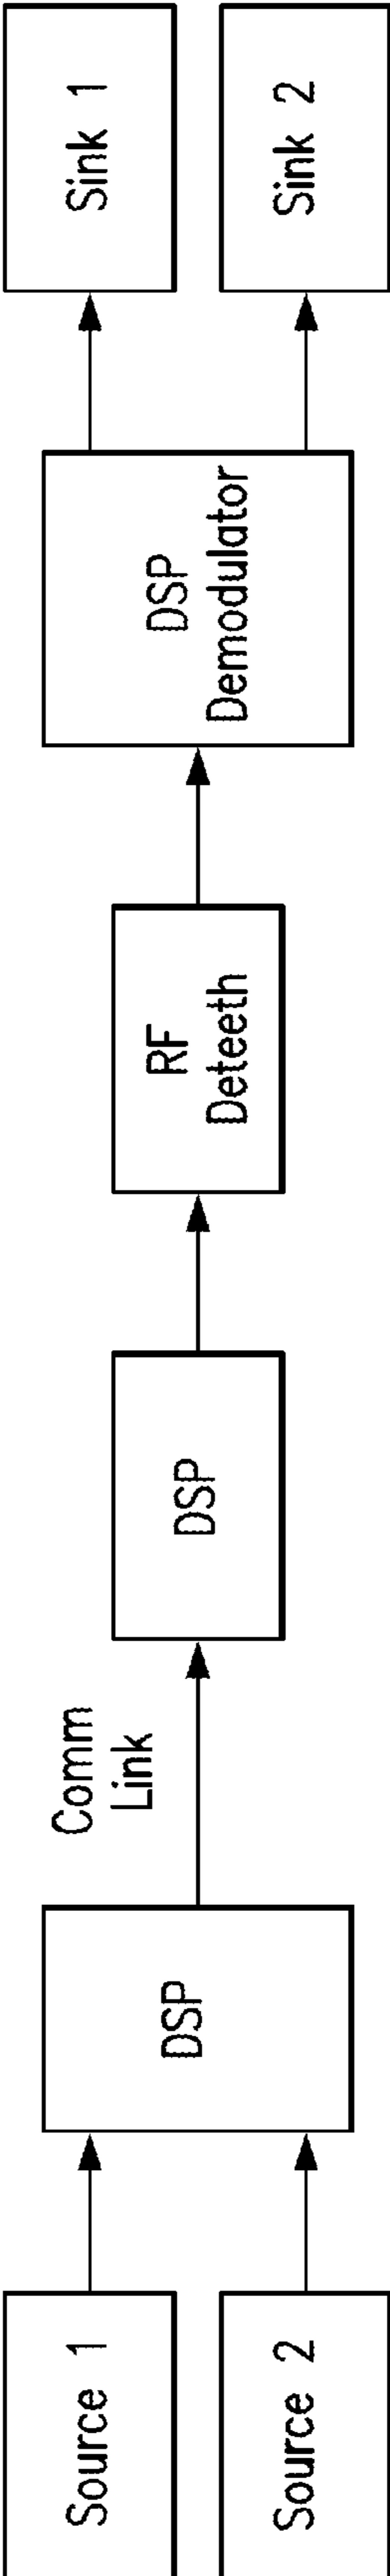 Source 1
Source 2
DSP
Comm
Link
DSP
RF
Deteeth
DSP
Demodulator
Sink 1
Sink 2